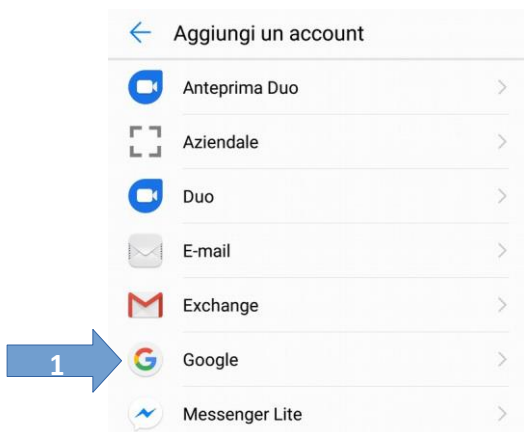 Aggiungi un account
Anteprima Duo
Aziendale
Duo
E-mail
Exchange
1
Google
Messenger Lite